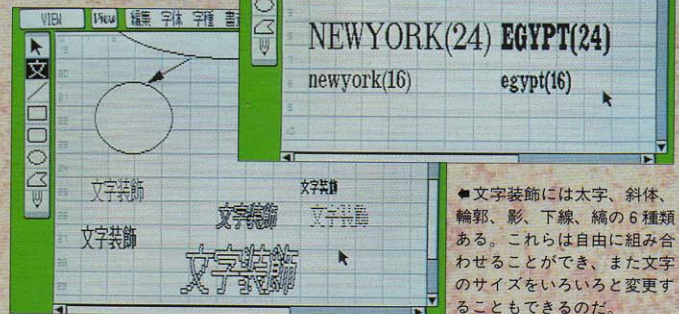 VIEW View 編集 字体 字種
NEWYORK(24) EGYPT(24)
newyork(16) egypt(16)
文字装飾
文字装飾
文字装飾
文字装飾
文字装飾
文字装飾
文
⬅文字装飾には太字、斜体、
輪郭、影、下線、縞の6種類
ある。これらは自由に組み合
わせることができ、また文字
のサイズをいろいろと変更す
ることもできるのだ。